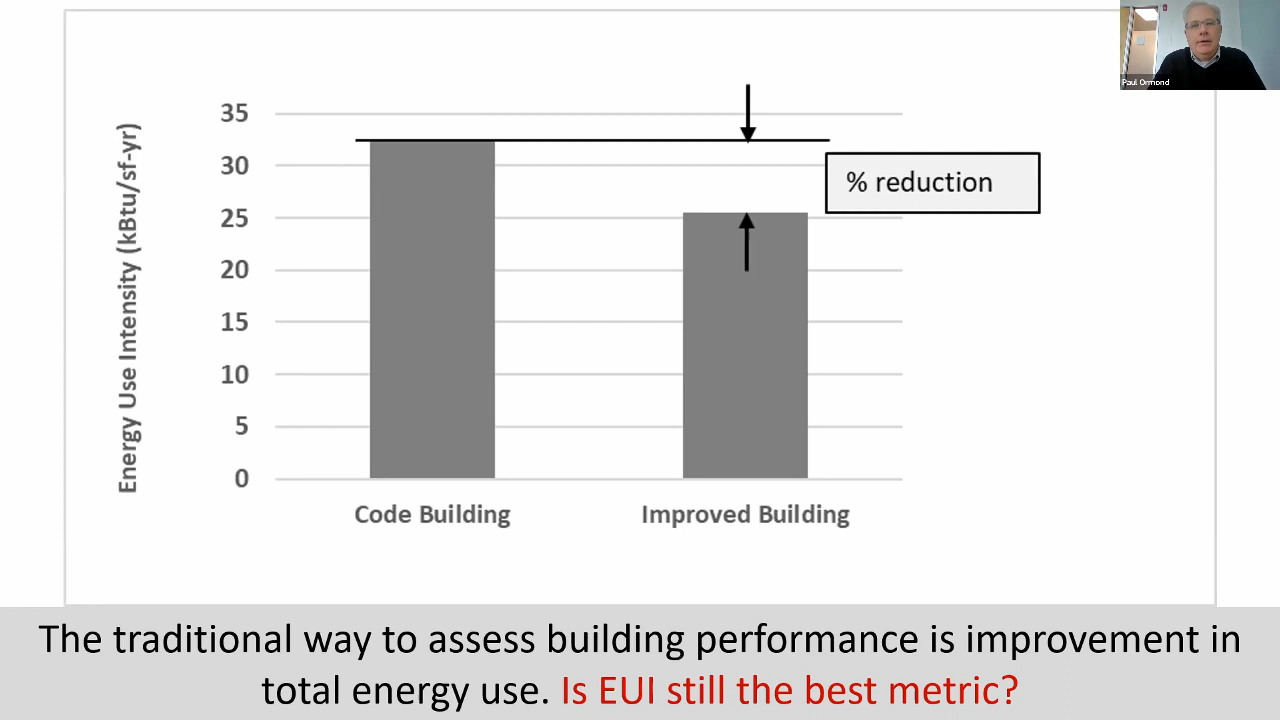 Paul Ormond
Energy Use Intensity (kBtu/sf-yr)
35
30
25
20
15
10
5
0
% reduction
Code Building
Improved Building
The traditional way to assess building performance is improvement in
total energy use. Is EUI still the best metric?